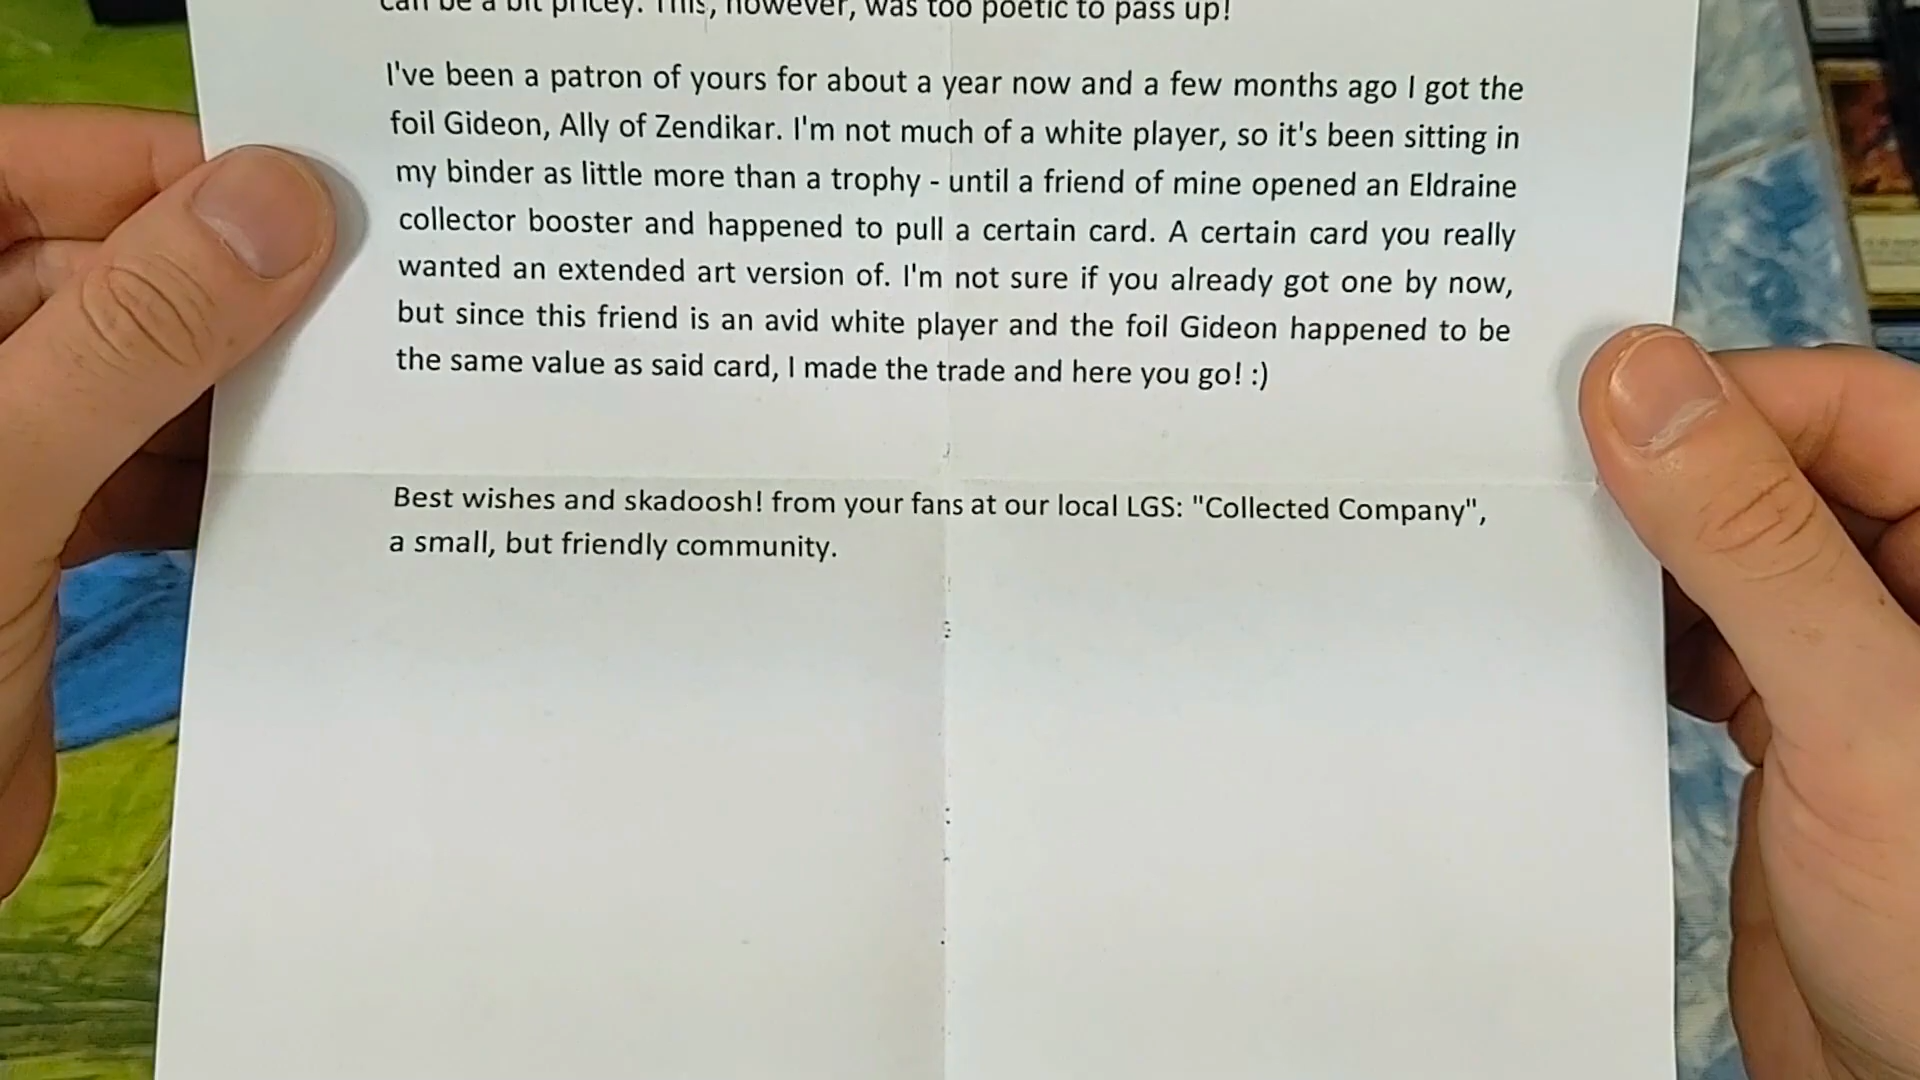 can be a bit pricey. This, however, was too poetic to pass up!
I've been a patron of yours for about a year now and a few months ago I got the
foil Gideon, Ally of Zendikar. I'm not much of a white player, so it's been sitting in
my binder as little more than a trophy - until a friend of mine opened an Eldraine
collector booster and happened to pull a certain card. A certain card you really
wanted an extended art version of. I'm not sure if you already got one by now,
but since this friend is an avid white player and the foil Gideon happened to be
the same value as said card, I made the trade and here you go! :)
Best wishes and skadoosh! from your fans at our local LGS: "Collected Company",
a small, but friendly community.